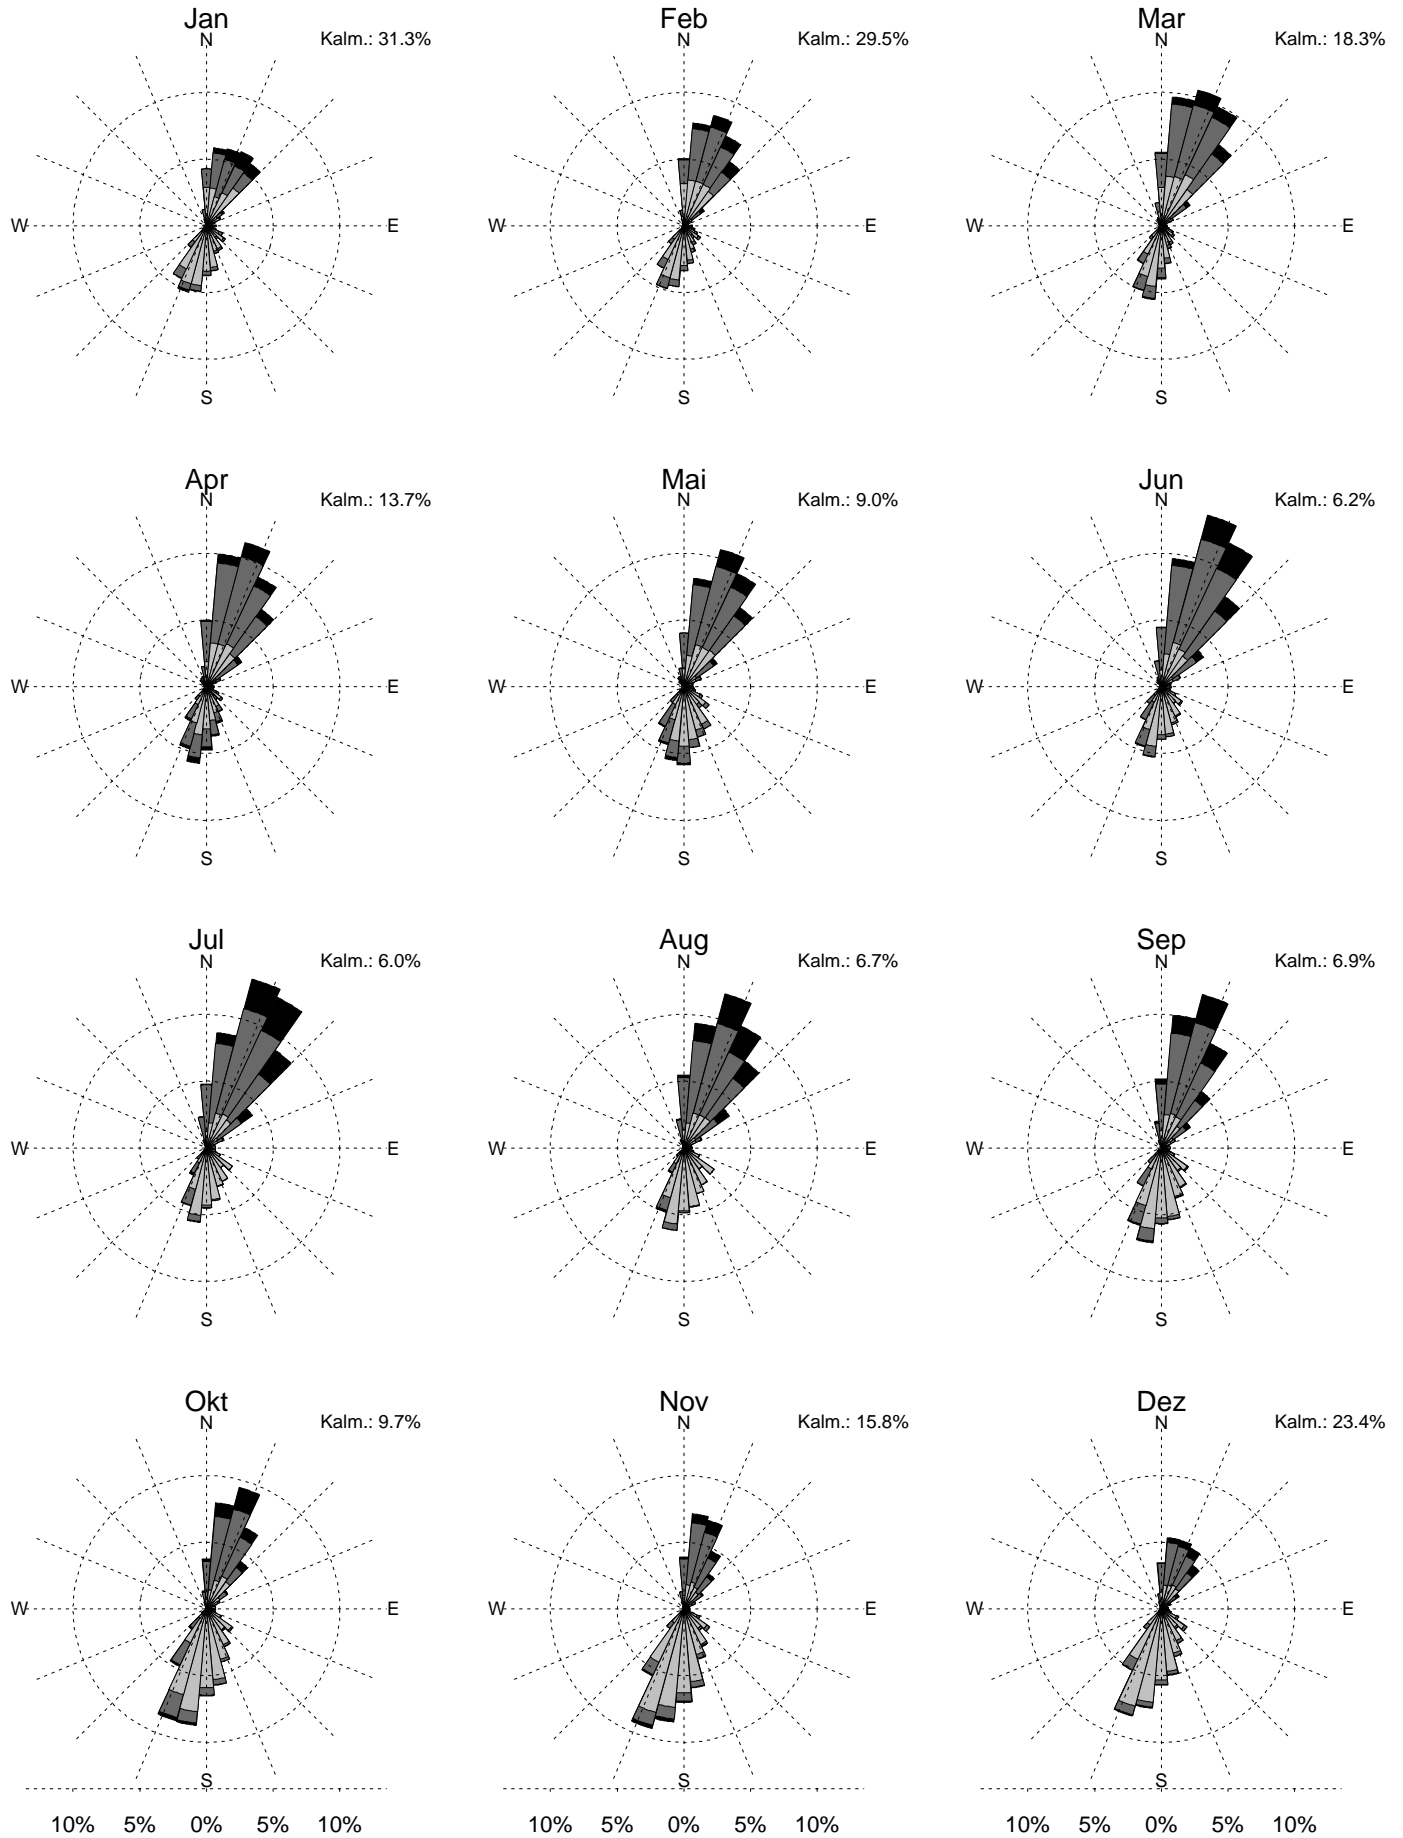 Jan Feb Mar
N Kalm.: 31.3% N Kalm.: 29.5% N Kalm.: 18.3%
W E W E W E
S S S
Apr Mai Jun
N Kalm.: 13.7% N Kalm.: 9.0% N Kalm.: 6.2%
W E W E W E
S S S
Jul Aug Sep
N Kalm.: 6.0% N Kalm.: 6.7% N Kalm.: 6.9%
W E W E W E
S S S
Okt Nov Dez
N Kalm.: 9.7% N Kalm.: 15.8% N Kalm.: 23.4%
W E W E W E
S S S
10% 5% 0% 5% 10% 10% 5% 0% 5% 10% 10% 5% 0% 5% 10%